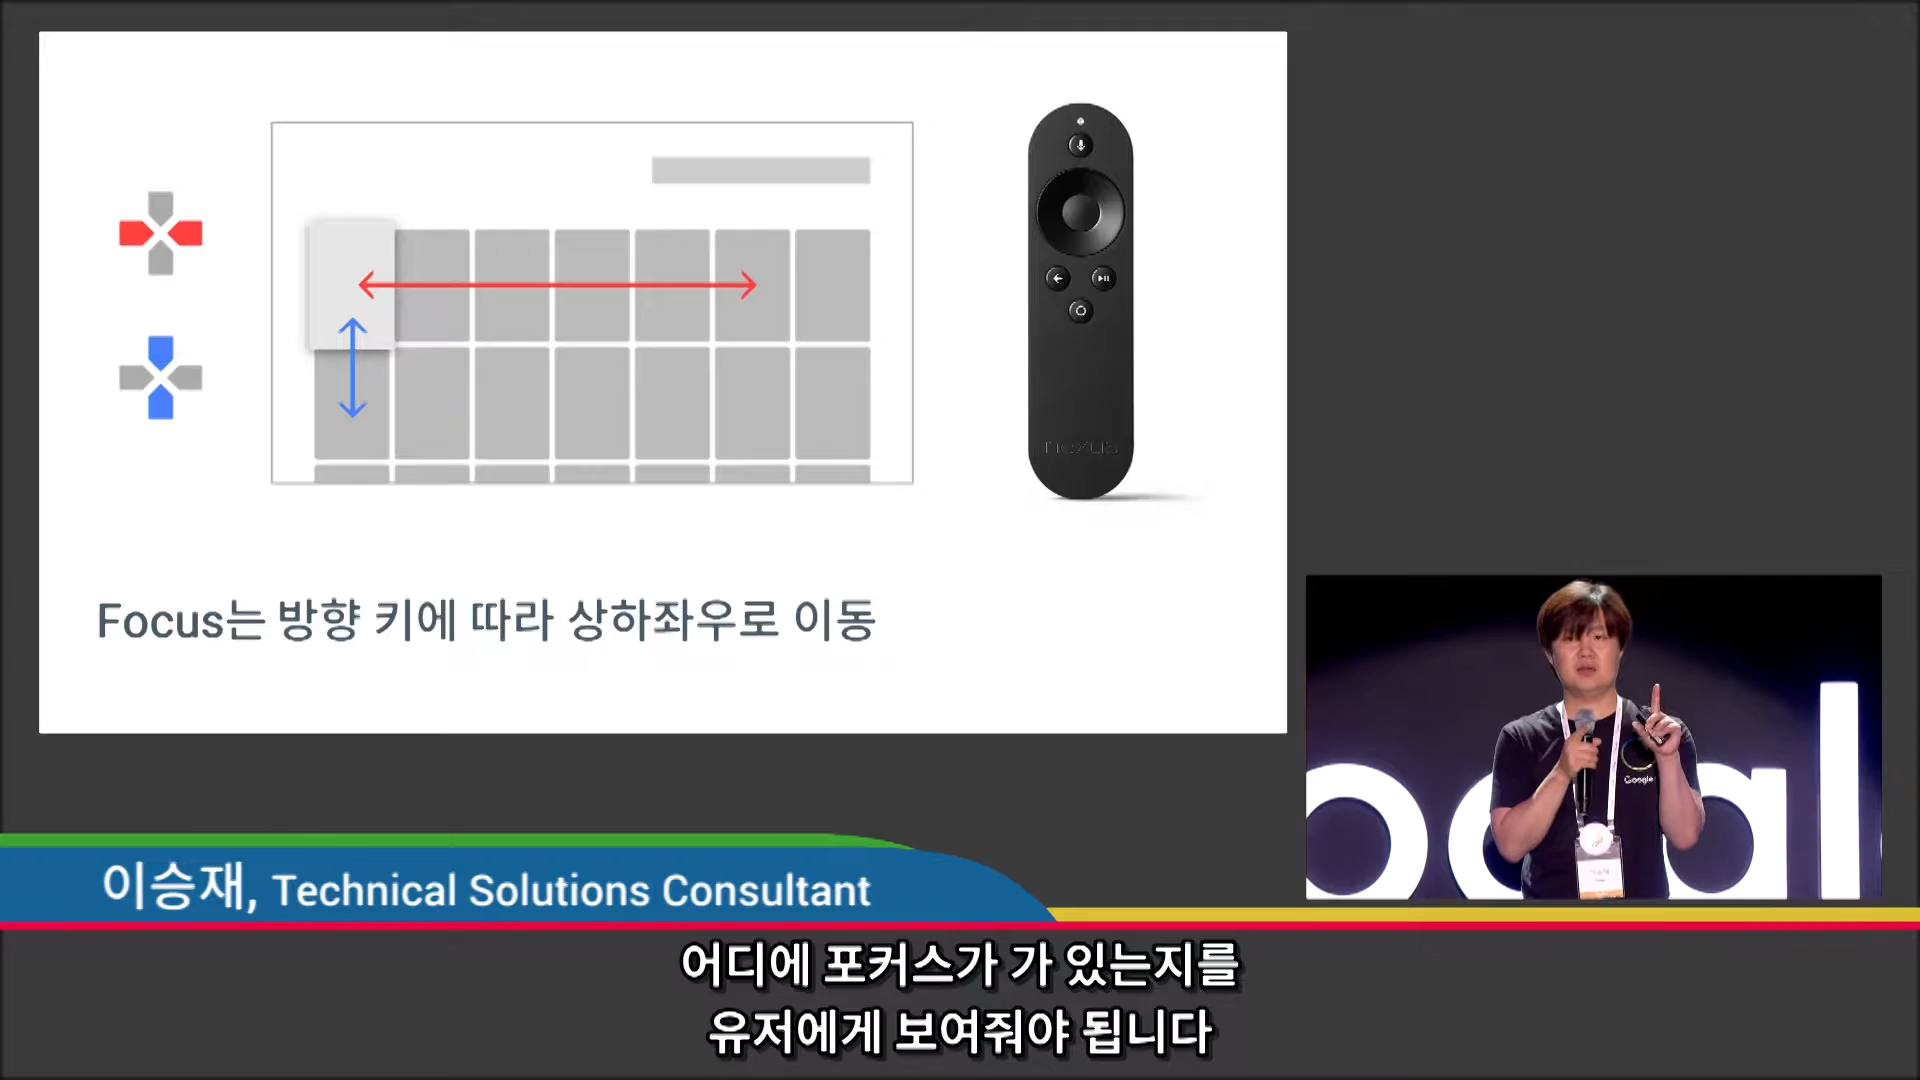 nexus
Focus는 방향 키에 따라 상하좌우로 이동
Google
이승재, Technical Solutions Consultant
어디에 포커스가 가 있는지를
유저에게 보여줘야 됩니다